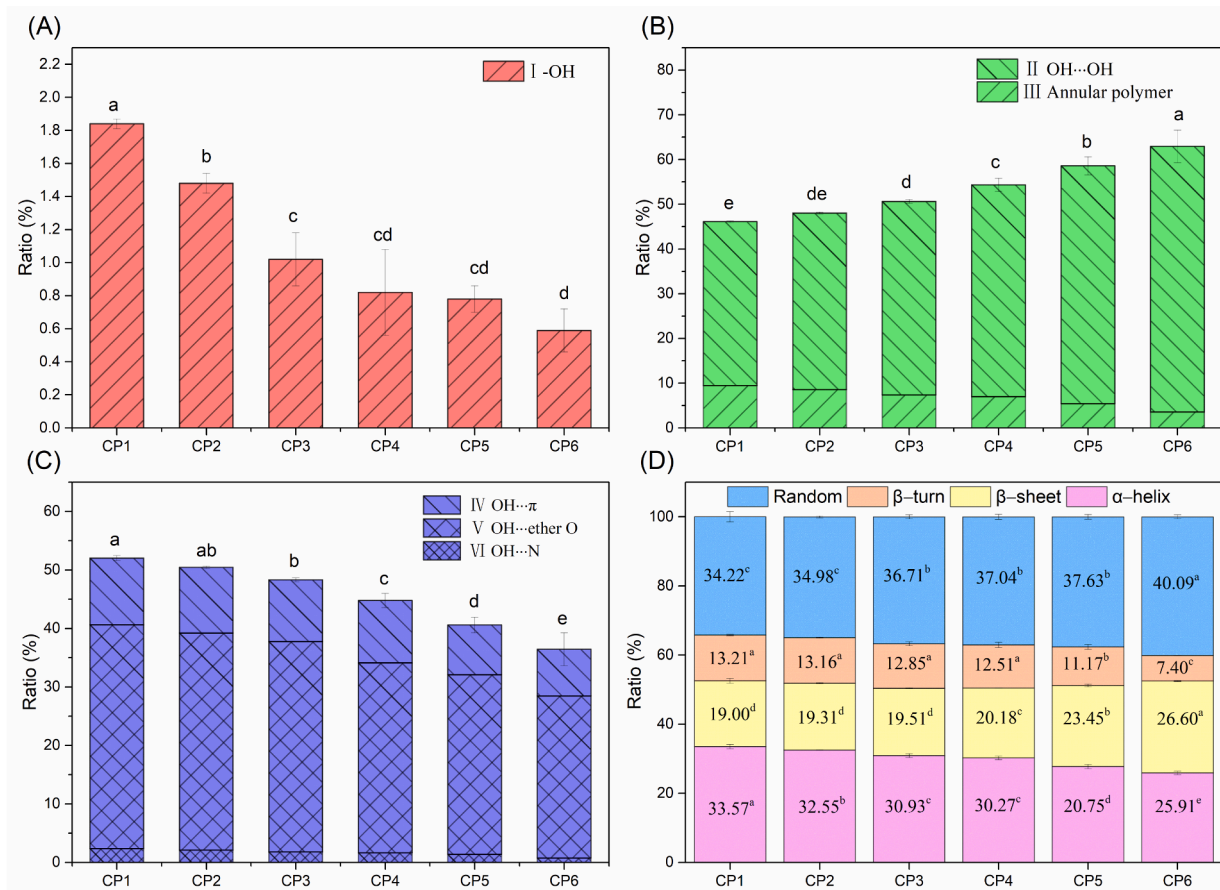 (A)
Ratio (%)
2.2
2.0
1.8
1.6
1.4
1.2
1.0
0.8
0.6
0.4
0.2
0.0
Ⅰ -OH
a
b
c
cd
cd
d
CP1 CP2 CP3 CP4 CP5 CP6
(B)
Ratio (%)
80
70
60
50
40
30
20
10
0
Ⅱ OH···OH
Ⅲ Annular polymer
e
de
d
c
b
a
CP1 CP2 CP3 CP4 CP5 CP6
(C)
Ratio (%)
60
50
40
30
20
10
0
Ⅳ OH···π
Ⅴ OH···ether O
Ⅵ OH···N
a
ab
b
c
d
e
CP1 CP2 CP3 CP4 CP5 CP6
(D)
Ratio (%)
Random β−turn β−sheet α−helix
100
80
60
40
20
0
34.22ᶜ 34.98ᶜ 36.71ᵇ 37.04ᵇ 37.63ᵇ 40.09ᵃ
13.21ᵃ 13.16ᵃ 12.85ᵃ 12.51ᵃ 11.17ᵇ 7.40ᶜ
19.00ᵈ 19.31ᵈ 19.51ᵈ 20.18ᶜ 23.45ᵇ 26.60ᵃ
33.57ᵃ 32.55ᵇ 30.93ᶜ 30.27ᶜ 20.75ᵈ 25.91ᵉ
CP1 CP2 CP3 CP4 CP5 CP6